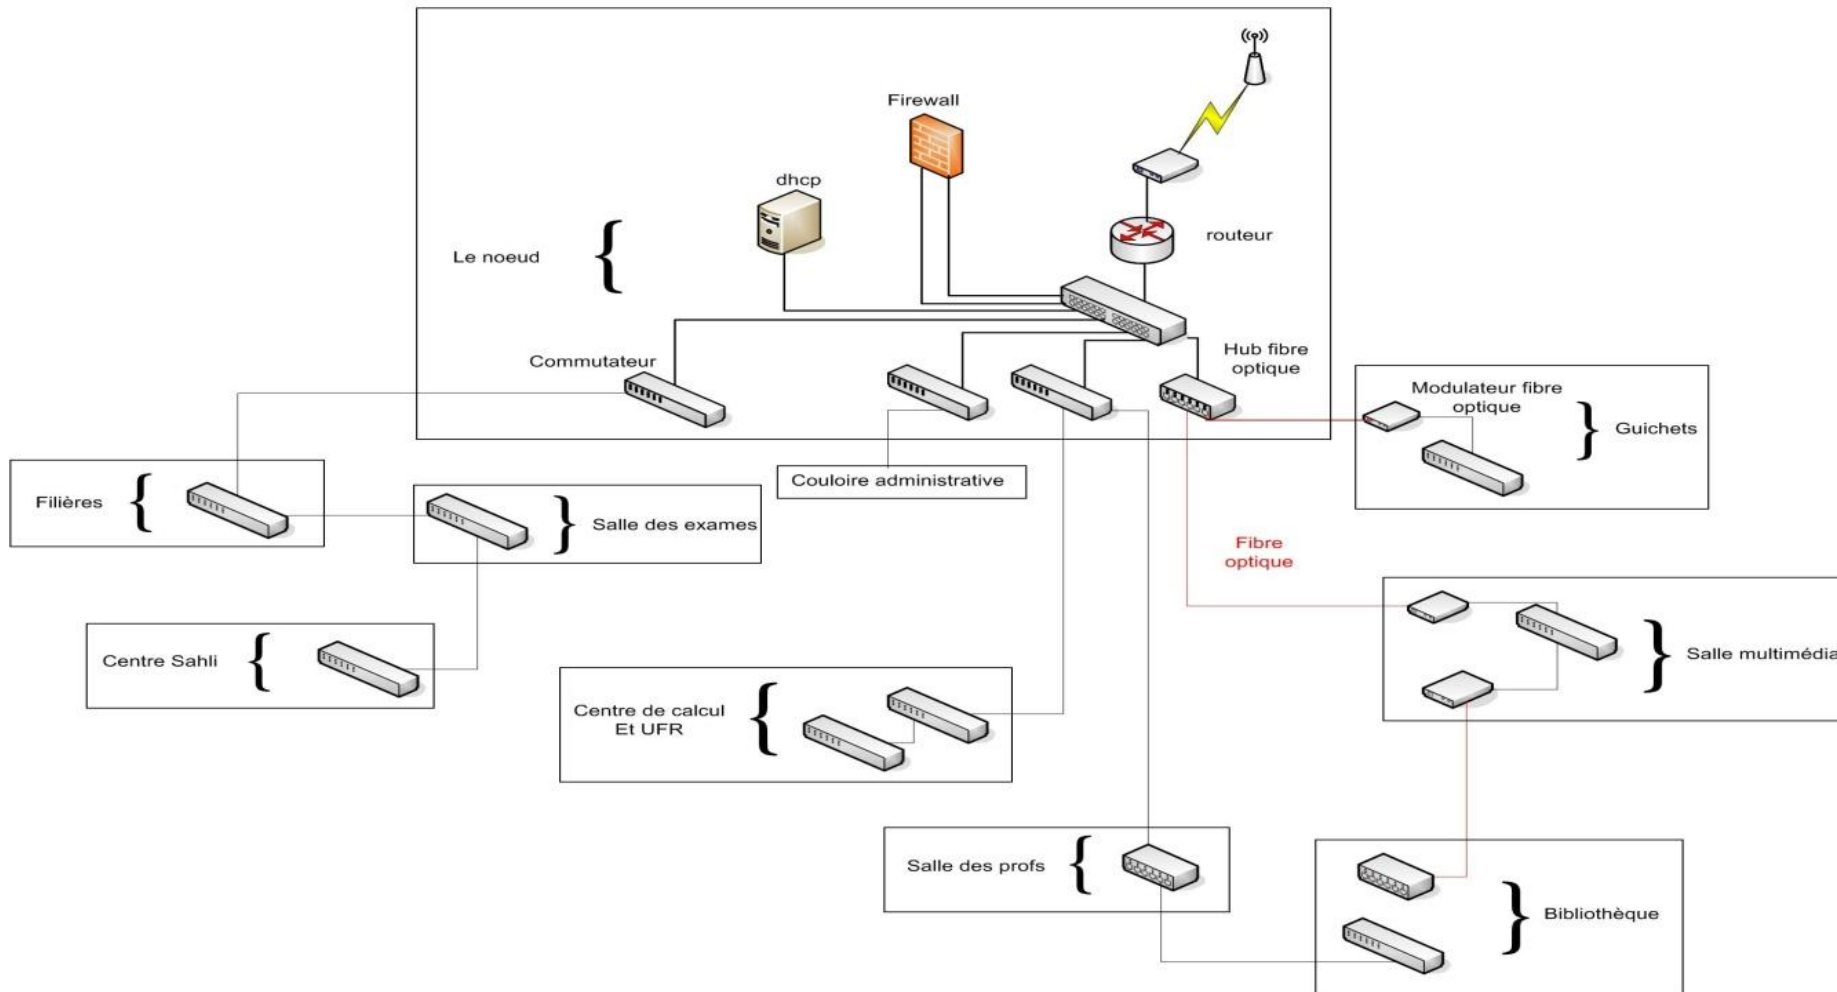 Firewall
dhcp
routeur
Le noeud
Commutateur
Hub fibre
optique
Modulateur fibre
optique
Guichets
Couloire administrative
Filières
Salle des exames
Fibre
optique
Centre Sahli
Salle multimédia
Centre de calcul
Et UFR
Salle des profs
Bibliothèque